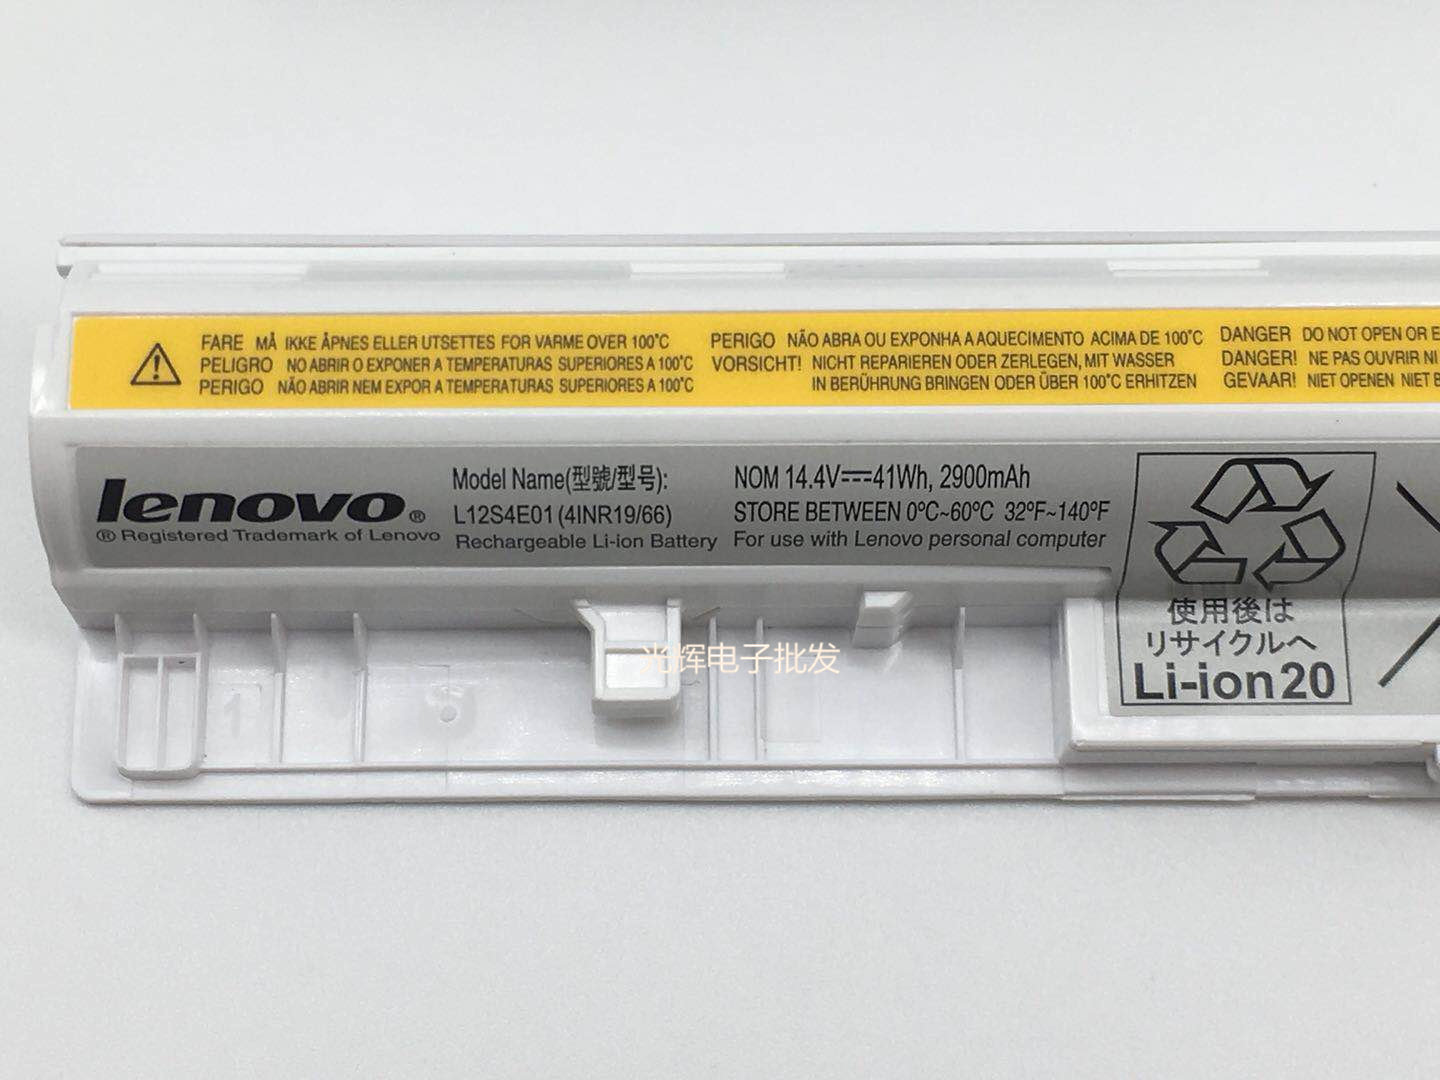 FARE MÅ IKKE ÅPNES ELLER UTSETTES FOR VARME OVER 100°C
PELIGRO NO ABRIR O EXPONER A TEMPERATURAS SUPERIORES A 100°C
PERIGO NÃO ABRIR NEM EXPOR A TEMPERATURAS SUPERIORES A 100°C
PERIGO NÃO ABRA OU EXPONHA A AQUECIMENTO ACIMA DE 100°C
VORSICHT! NICHT REPARIEREN ODER ZERLEGEN, MIT WASSER
IN BERÜHRUNG BRINGEN ODER ÜBER 100°C ERHITZEN
DANGER DO NOT OPEN OR
DANGER! NE PAS OUVRIR NI
GEVAAR! NIET OPENEN NIET
lenovo®
® Registered Trademark of Lenovo
Model Name(型號/型号):
L12S4E01 (4INR19/66)
Rechargeable Li-ion Battery
NOM 14.4V⎓41Wh, 2900mAh
STORE BETWEEN 0ºC~60ºC 32ºF~140ºF
For use with Lenovo personal computer
使用後は
リサイクルへ
Li-ion20
光辉电子批发